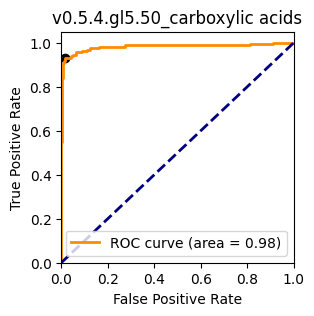 v0.5.4.gl5.50_carboxylic acids
True Positive Rate
1.0
0.8
0.6
0.4
0.2
0.0
ROC curve (area = 0.98)
0.0 0.2 0.4 0.6 0.8 1.0
False Positive Rate